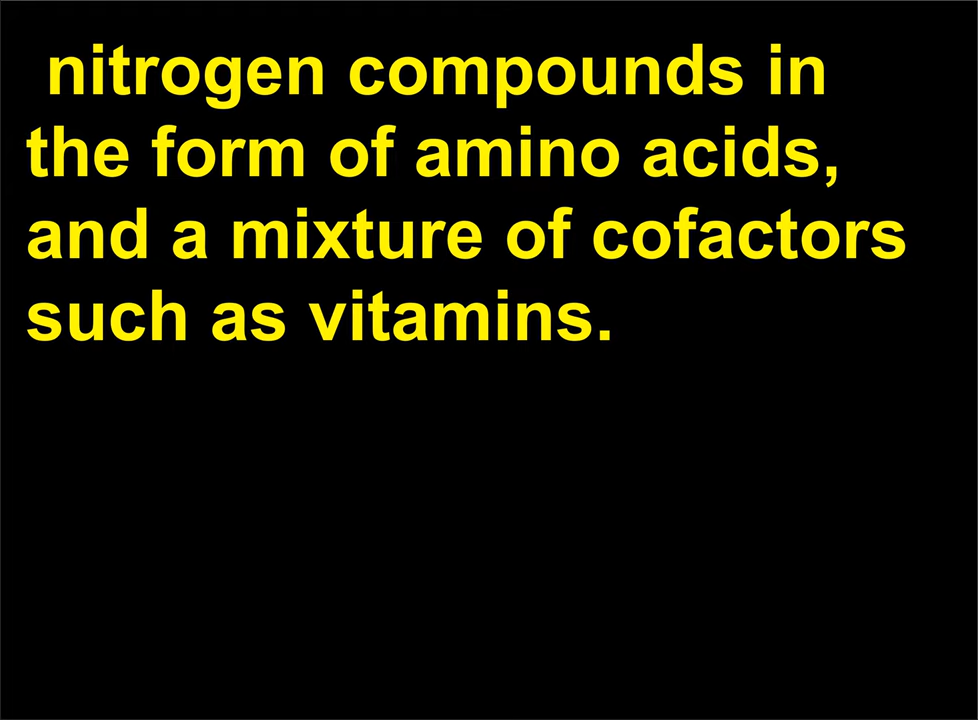 nitrogen compounds in
the form of amino acids,
and a mixture of cofactors
such as vitamins.